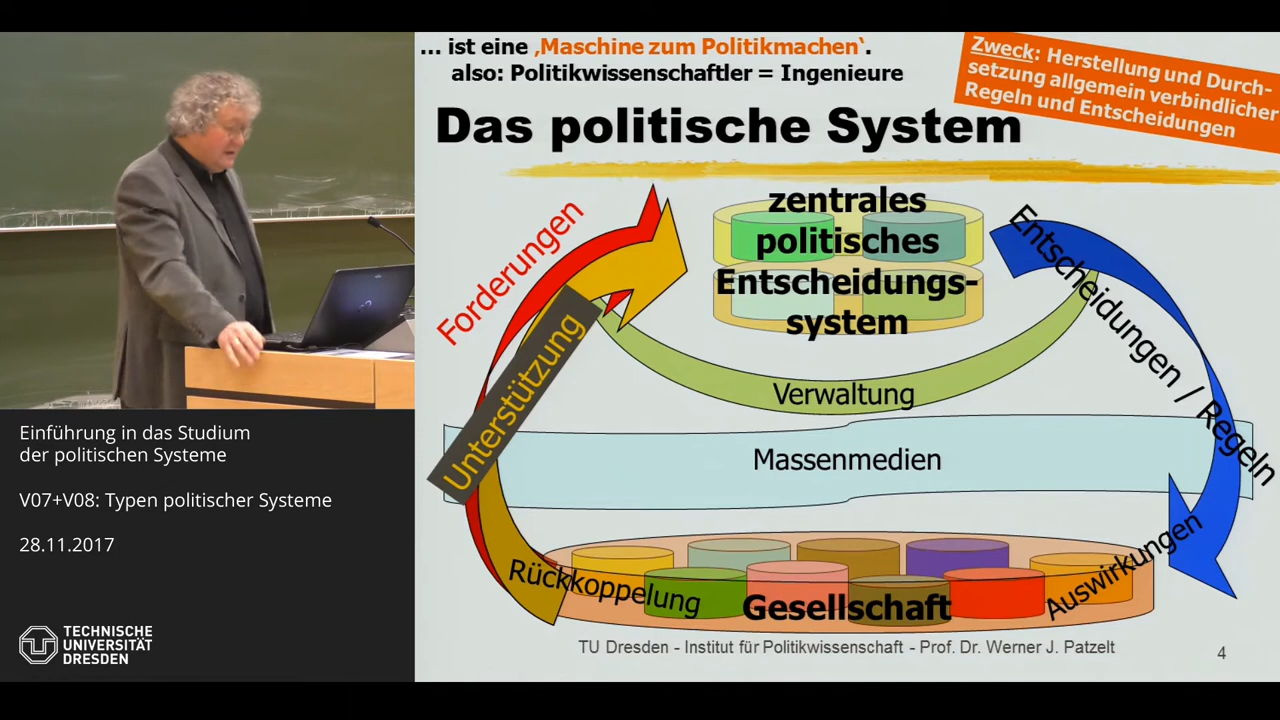 … ist eine ‚Maschine zum Politikmachen‘.
also: Politikwissenschaftler = Ingenieure
Zweck: Herstellung und Durch-
setzung allgemein verbindlicher
Regeln und Entscheidungen
Das politische System
zentrales
politisches
Entscheidungs-
system
Forderungen
Unterstützung
Entscheidungen / Regeln
Verwaltung
Massenmedien
Rückkoppelung
Gesellschaft
Auswirkungen
TU Dresden - Institut für Politikwissenschaft - Prof. Dr. Werner J. Patzelt
4
Einführung in das Studium
der politischen Systeme
V07+V08: Typen politischer Systeme
28.11.2017
TECHNISCHE
UNIVERSITÄT
DRESDEN